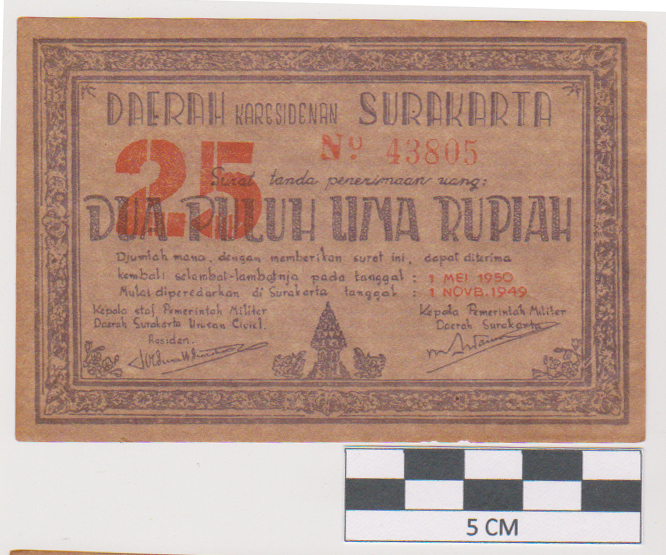 DAERAH KARESIDENAN SURAKARTA
25
No 43805
Surat tanda penerimaan uang:
DUA PULUH LIMA RUPIAH
Djumlah mana, dengan memberikan surat ini, dapat diterima
kembali selambat-lambatnja pada tanggal : 1 MEI 1950
Mulai diperedarkan di Surakarta tanggal : 1 NOVB. 1949
Kepala staf Pemerintah Militer
Daerah Surakarta Urusan Civiel.
Residen.
Kepala Pemerintah Militer
Daerah Surakarta
5 CM